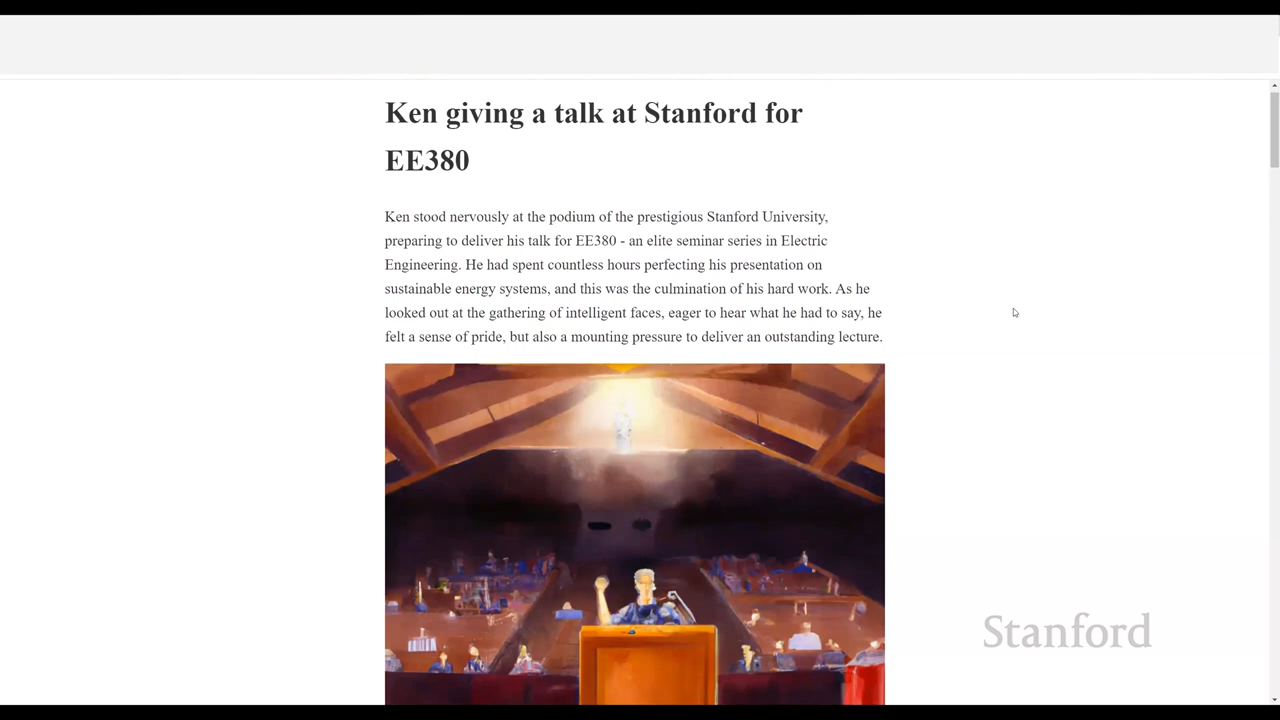 Ken giving a talk at Stanford for
EE380
Ken stood nervously at the podium of the prestigious Stanford University,
preparing to deliver his talk for EE380 - an elite seminar series in Electric
Engineering. He had spent countless hours perfecting his presentation on
sustainable energy systems, and this was the culmination of his hard work. As he
looked out at the gathering of intelligent faces, eager to hear what he had to say, he
felt a sense of pride, but also a mounting pressure to deliver an outstanding lecture.
Stanford